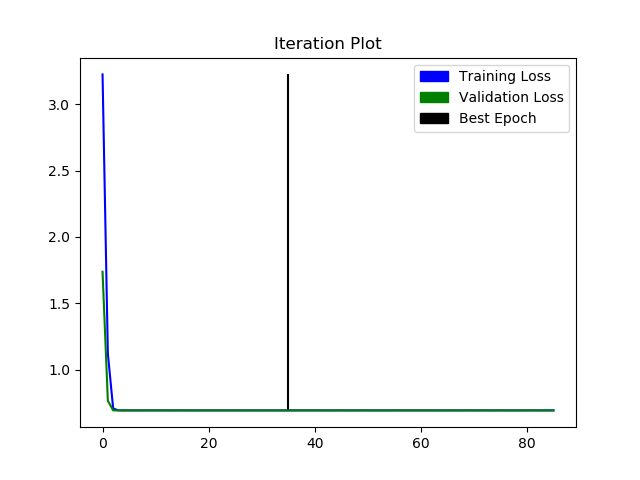 Iteration Plot
Training Loss
Validation Loss
Best Epoch
3.0
2.5
2.0
1.5
1.0
0 20 40 60 80